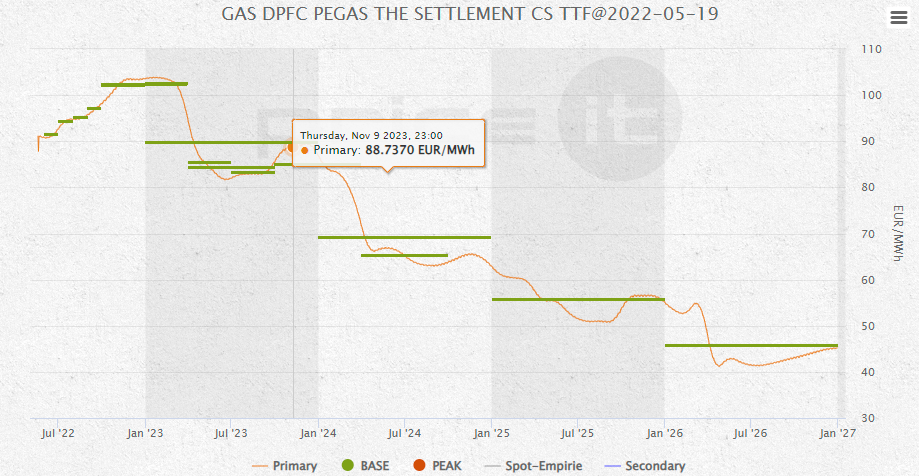 GAS DPFC PEGAS THE SETTLEMENT CS TTF@2022-05-19
110
100
90
80
70
60
50
40
30
EUR/MWh
Thursday, Nov 9 2023, 23:00
Primary: 88.7370 EUR/MWh
it
Jul '22 Jan '23 Jul '23 Jan '24 Jul '24 Jan '25 Jul '25 Jan '26 Jul '26 Jan '27
Primary BASE PEAK Spot-Empirie Secondary